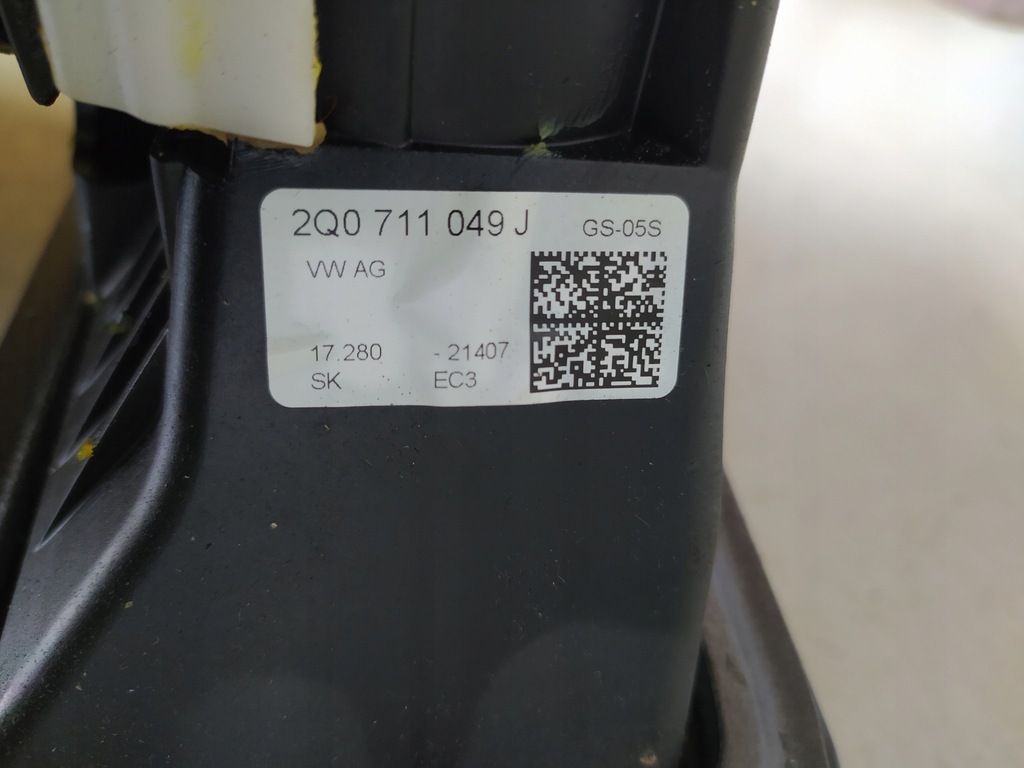 2Q0 711 049 J GS-05S
VW AG
17.280 - 21407
SK EC3